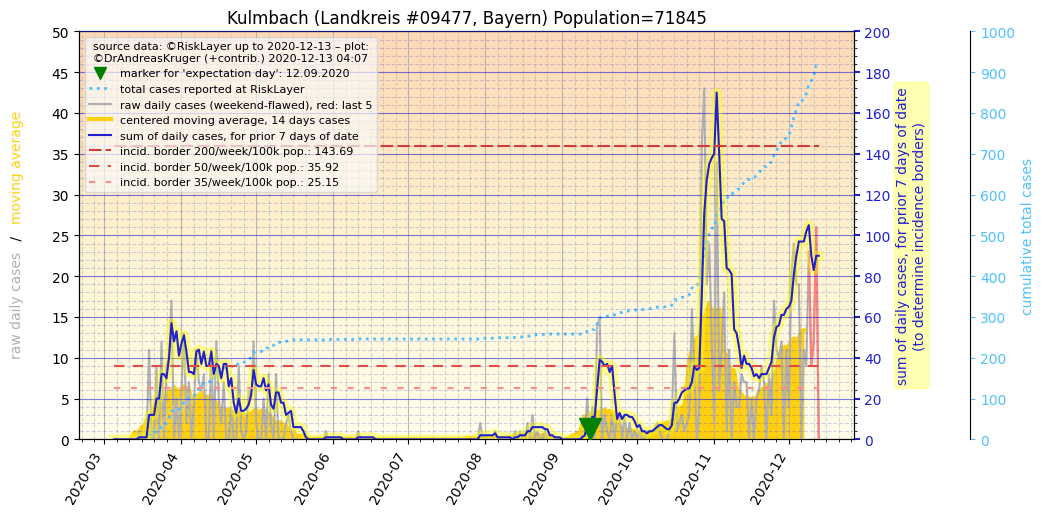 Kulmbach (Landkreis #09477, Bayern) Population=71845
source data: ©RiskLayer up to 2020-12-13 – plot:
©DrAndreasKruger (+contrib.) 2020-12-13 04:07
marker for 'expectation day': 12.09.2020
total cases reported at RiskLayer
raw daily cases (weekend-flawed), red: last 5
centered moving average, 14 days cases
sum of daily cases, for prior 7 days of date
incid. border 200/week/100k pop.: 143.69
incid. border 50/week/100k pop.: 35.92
incid. border 35/week/100k pop.: 25.15
raw daily cases / moving average
50
45
40
35
30
25
20
15
10
5
0
2020-03
2020-04
2020-05
2020-06
2020-07
2020-08
2020-09
2020-10
2020-11
2020-12
200
180
160
140
120
100
80
60
40
20
0
sum of daily cases, for prior 7 days of date
(to determine incidence borders)
1000
900
800
700
600
500
400
300
200
100
0
cumulative total cases